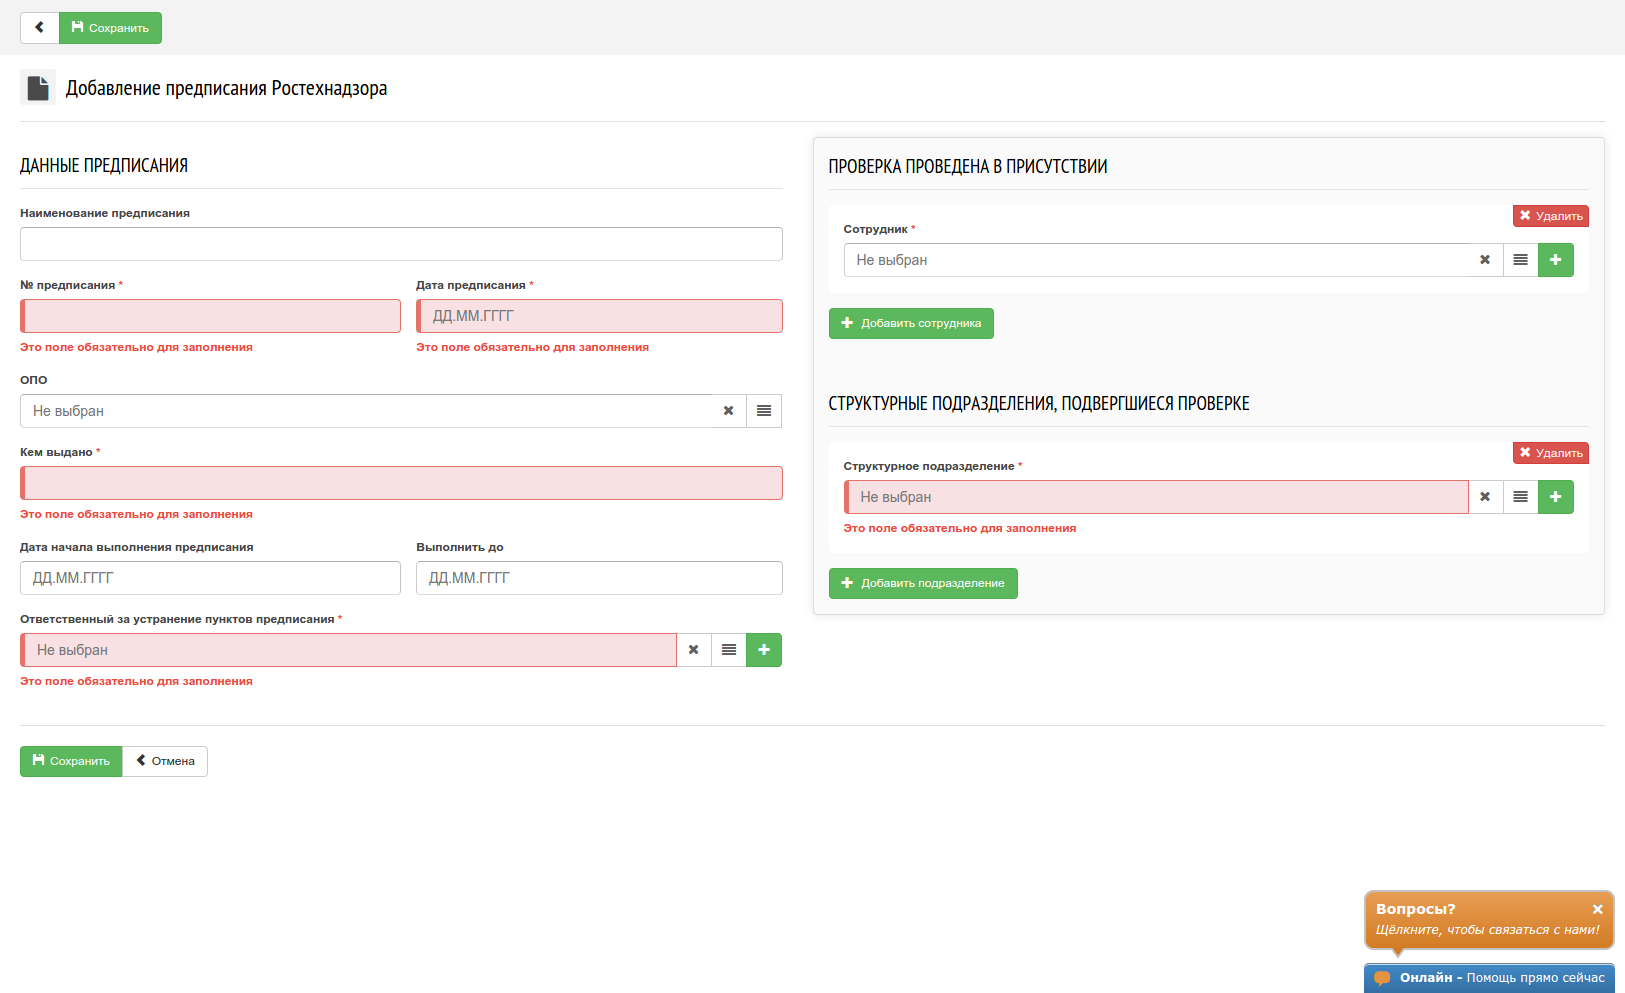 Сохранить
Добавление предписания Ростехнадзора
ДАННЫЕ ПРЕДПИСАНИЯ
Наименование предписания
№ предписания *
Дата предписания *
ДД.ММ.ГГГГ
Это поле обязательно для заполнения
Это поле обязательно для заполнения
ОПО
Не выбран
Кем выдано *
Это поле обязательно для заполнения
Дата начала выполнения предписания
Выполнить до
ДД.ММ.ГГГГ
ДД.ММ.ГГГГ
Ответственный за устранение пунктов предписания *
Не выбран
Это поле обязательно для заполнения
Сохранить
Отмена
ПРОВЕРКА ПРОВЕДЕНА В ПРИСУТСТВИИ
Удалить
Сотрудник *
Не выбран
Добавить сотрудника
СТРУКТУРНЫЕ ПОДРАЗДЕЛЕНИЯ, ПОДВЕРГШИЕСЯ ПРОВЕРКЕ
Удалить
Структурное подразделение *
Не выбран
Это поле обязательно для заполнения
Добавить подразделение
Вопросы?
Щёлкните, чтобы связаться с нами!
Онлайн - Помощь прямо сейчас